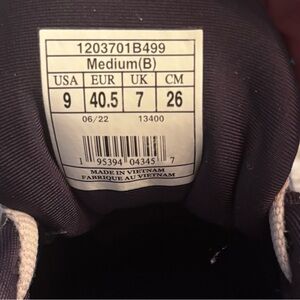 1203701B499
Medium(B)
USA EUR UK CM
9 40.5 7 26
06/22 13400
1 95394 04345 7
MADE IN VIETNAM
FABRIQUE AU VIETNAM